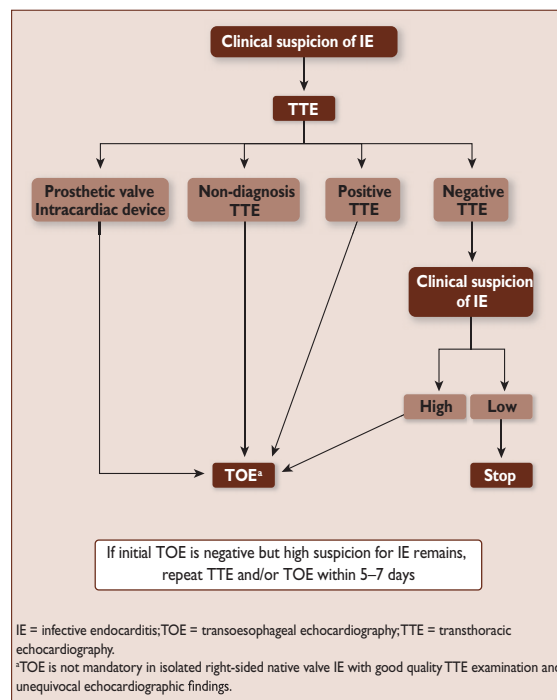 Clinical suspicion of IE
TTE
Prosthetic valve
Intracardiac device
Non-diagnosis
TTE
Positive
TTE
Negative
TTE
Clinical suspicion
of IE
High
Low
TOEᵃ
Stop
If initial TOE is negative but high suspicion for IE remains,
repeat TTE and/or TOE within 5–7 days
IE = infective endocarditis; TOE = transoesophageal echocardiography; TTE = transthoracic
echocardiography.
ᵃTOE is not mandatory in isolated right-sided native valve IE with good quality TTE examination and
unequivocal echocardiographic findings.